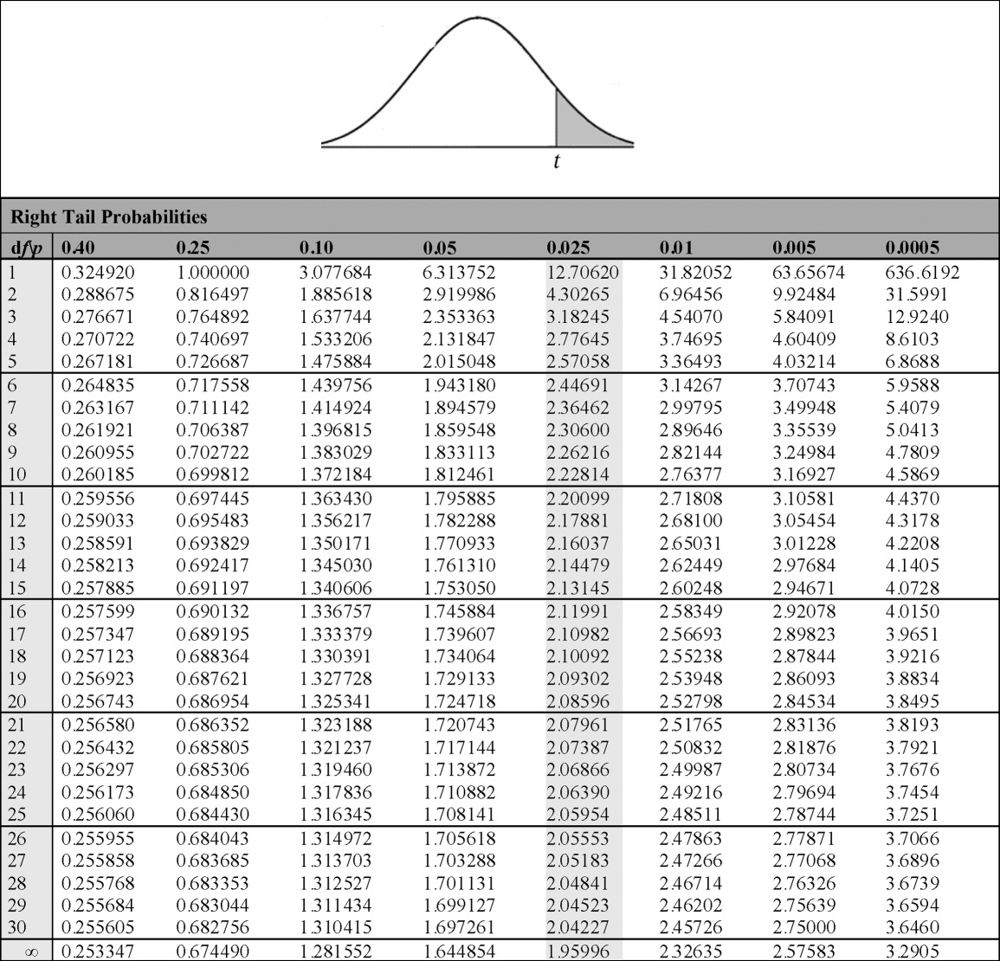 t
Right Tail Probabilities
df\p 0.40 0.25 0.10 0.05 0.025 0.01 0.005 0.0005
1 0.324920 1.000000 3.077684 6.313752 12.70620 31.82052 63.65674 636.6192
2 0.288675 0.816497 1.885618 2.919986 4.30265 6.96456 9.92484 31.5991
3 0.276671 0.764892 1.637744 2.353363 3.18245 4.54070 5.84091 12.9240
4 0.270722 0.740697 1.533206 2.131847 2.77645 3.74695 4.60409 8.6103
5 0.267181 0.726687 1.475884 2.015048 2.57058 3.36493 4.03214 6.8688
6 0.264835 0.717558 1.439756 1.943180 2.44691 3.14267 3.70743 5.9588
7 0.263167 0.711142 1.414924 1.894579 2.36462 2.99795 3.49948 5.4079
8 0.261921 0.706387 1.396815 1.859548 2.30600 2.89646 3.35539 5.0413
9 0.260955 0.702722 1.383029 1.833113 2.26216 2.82144 3.24984 4.7809
10 0.260185 0.699812 1.372184 1.812461 2.22814 2.76377 3.16927 4.5869
11 0.259556 0.697445 1.363430 1.795885 2.20099 2.71808 3.10581 4.4370
12 0.259033 0.695483 1.356217 1.782288 2.17881 2.68100 3.05454 4.3178
13 0.258591 0.693829 1.350171 1.770933 2.16037 2.65031 3.01228 4.2208
14 0.258213 0.692417 1.345030 1.761310 2.14479 2.62449 2.97684 4.1405
15 0.257885 0.691197 1.340606 1.753050 2.13145 2.60248 2.94671 4.0728
16 0.257599 0.690132 1.336757 1.745884 2.11991 2.58349 2.92078 4.0150
17 0.257347 0.689195 1.333379 1.739607 2.10982 2.56693 2.89823 3.9651
18 0.257123 0.688364 1.330391 1.734064 2.10092 2.55238 2.87844 3.9216
19 0.256923 0.687621 1.327728 1.729133 2.09302 2.53948 2.86093 3.8834
20 0.256743 0.686954 1.325341 1.724718 2.08596 2.52798 2.84534 3.8495
21 0.256580 0.686352 1.323188 1.720743 2.07961 2.51765 2.83136 3.8193
22 0.256432 0.685805 1.321237 1.717144 2.07387 2.50832 2.81876 3.7921
23 0.256297 0.685306 1.319460 1.713872 2.06866 2.49987 2.80734 3.7676
24 0.256173 0.684850 1.317836 1.710882 2.06390 2.49216 2.79694 3.7454
25 0.256060 0.684430 1.316345 1.708141 2.05954 2.48511 2.78744 3.7251
26 0.255955 0.684043 1.314972 1.705618 2.05553 2.47863 2.77871 3.7066
27 0.255858 0.683685 1.313703 1.703288 2.05183 2.47266 2.77068 3.6896
28 0.255768 0.683353 1.312527 1.701131 2.04841 2.46714 2.76326 3.6739
29 0.255684 0.683044 1.311434 1.699127 2.04523 2.46202 2.75639 3.6594
30 0.255605 0.682756 1.310415 1.697261 2.04227 2.45726 2.75000 3.6460
∞ 0.253347 0.674490 1.281552 1.644854 1.95996 2.32635 2.57583 3.2905